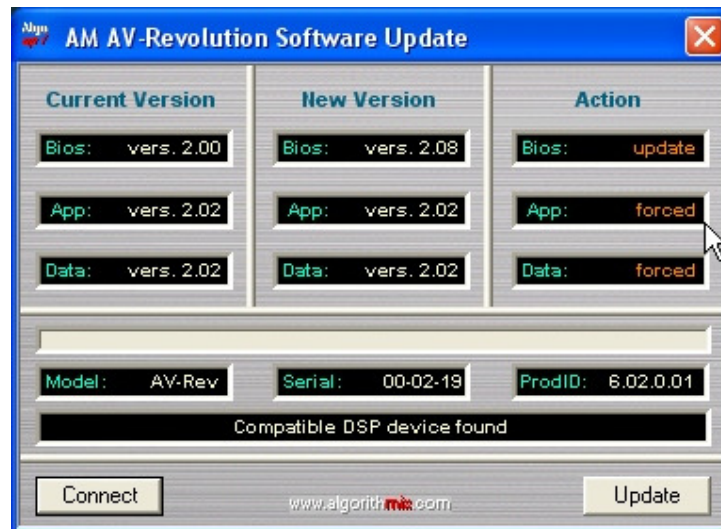 AM AV-Revolution Software Update
Current Version New Version Action
Bios: vers. 2.00 Bios: vers. 2.08 Bios: update
App: vers. 2.02 App: vers. 2.02 App: forced
Data: vers. 2.02 Data: vers. 2.02 Data: forced
Model: AV-Rev Serial: 00-02-19 ProdID: 6.02.0.01
Compatible DSP device found
Connect www.algorithmix.com Update